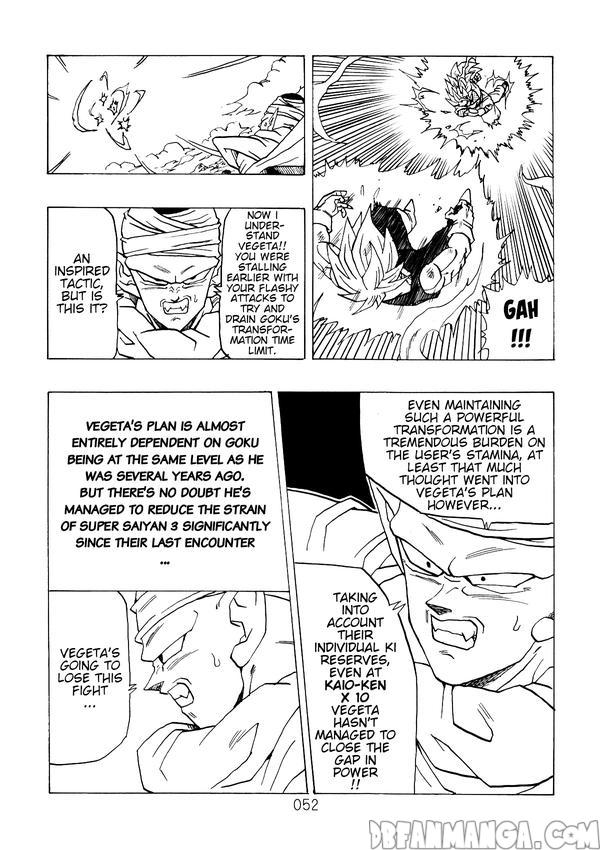 GAH
!!!
NOW I
UNDER-
STAND
VEGETA!!
YOU WERE
STALLING
EARLIER WITH
YOUR FLASHY
ATTACKS TO
TRY AND
DRAIN GOKU'S
TRANSFOR-
MATION TIME
LIMIT.
AN
INSPIRED
TACTIC,
BUT IS
THIS IT?
EVEN MAINTAINING
SUCH A POWERFUL
TRANSFORMATION IS A
TREMENDOUS BURDEN ON
THE USER'S STAMINA, AT
LEAST THAT MUCH
THOUGHT WENT INTO
VEGETA'S PLAN
HOWEVER...
TAKING
INTO
ACCOUNT
THEIR
INDIVIDUAL KI
RESERVES,
EVEN AT
KAIO-KEN
X 10
VEGETA
HASN'T
MANAGED TO
CLOSE THE
GAP IN
POWER
!!
VEGETA'S PLAN IS ALMOST
ENTIRELY DEPENDENT ON GOKU
BEING AT THE SAME LEVEL AS HE
WAS SEVERAL YEARS AGO.
BUT THERE'S NO DOUBT HE'S
MANAGED TO REDUCE THE STRAIN
OF SUPER SAIYAN 3 SIGNIFICANTLY
SINCE THEIR LAST ENCOUNTER
...
VEGETA'S
GOING TO
LOSE THIS
FIGHT
...
052
DBFANMANGA.COM